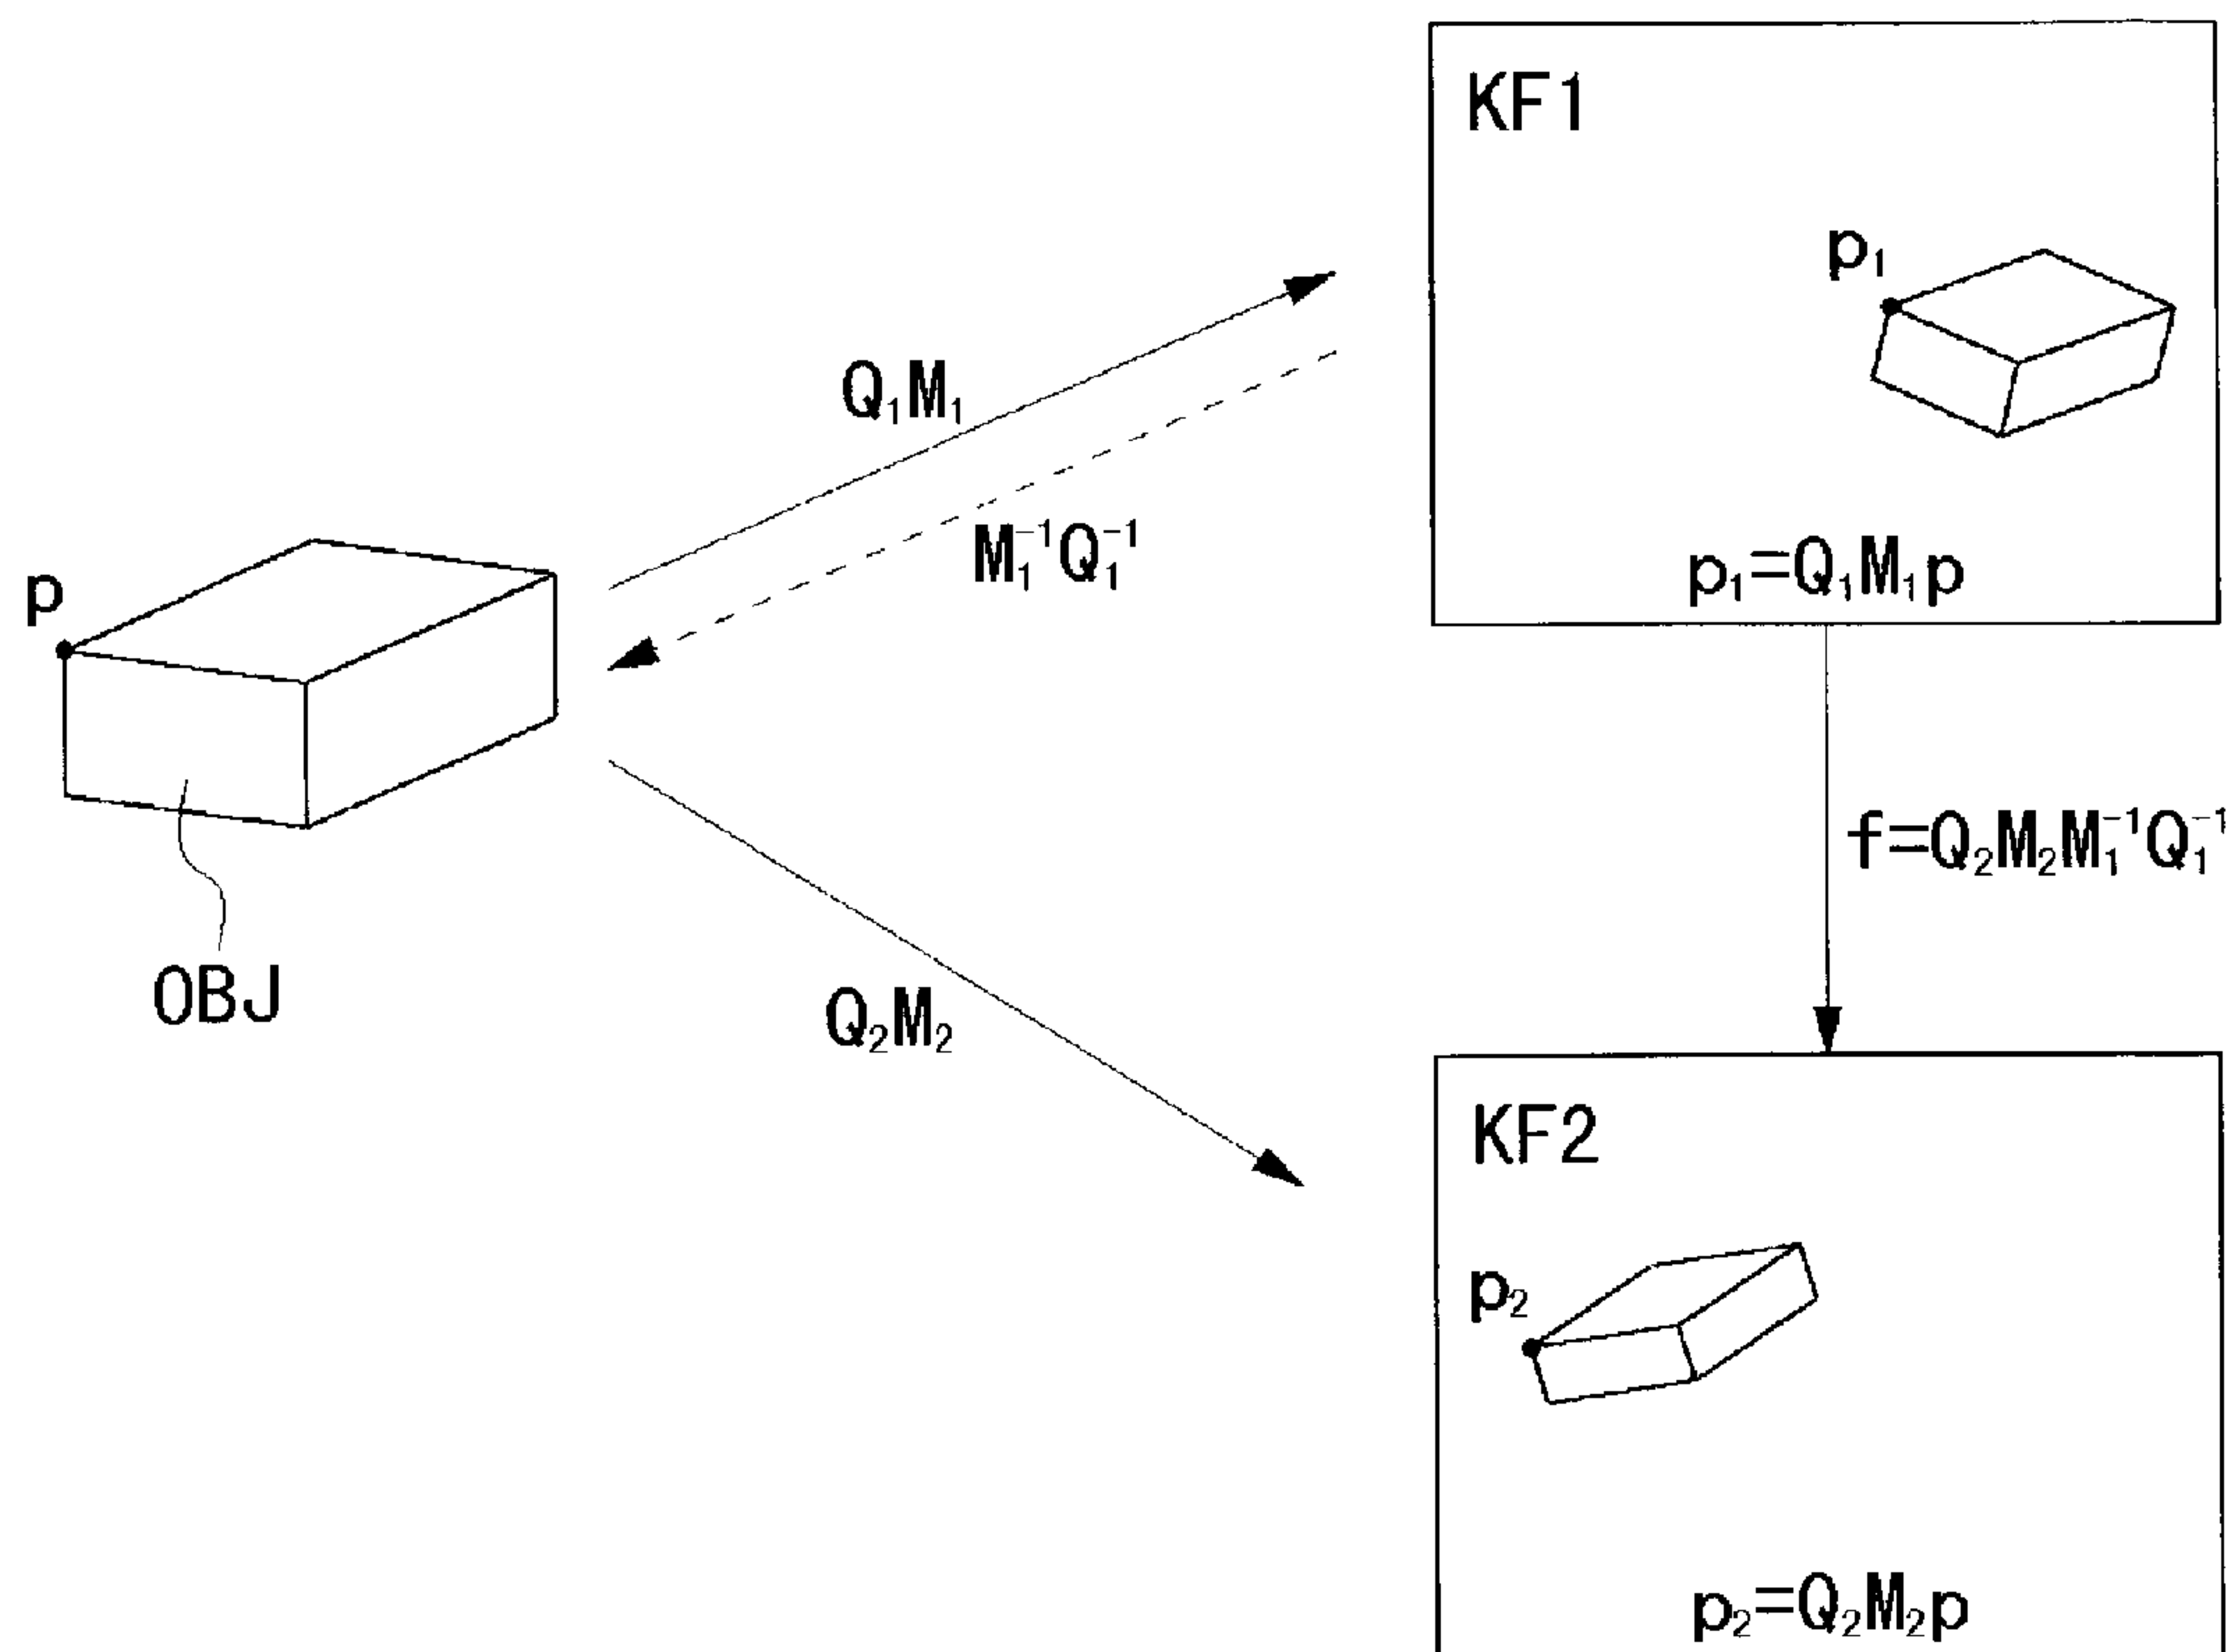 KF1
p₁
Q₁M₁
M₁⁻¹Q₁⁻¹
p₁=Q₁M₁p
p
f=Q₂M₂M₁⁻¹Q₁⁻¹
OBJ
Q₂M₂
KF2
p₂
p₂=Q₂M₂p